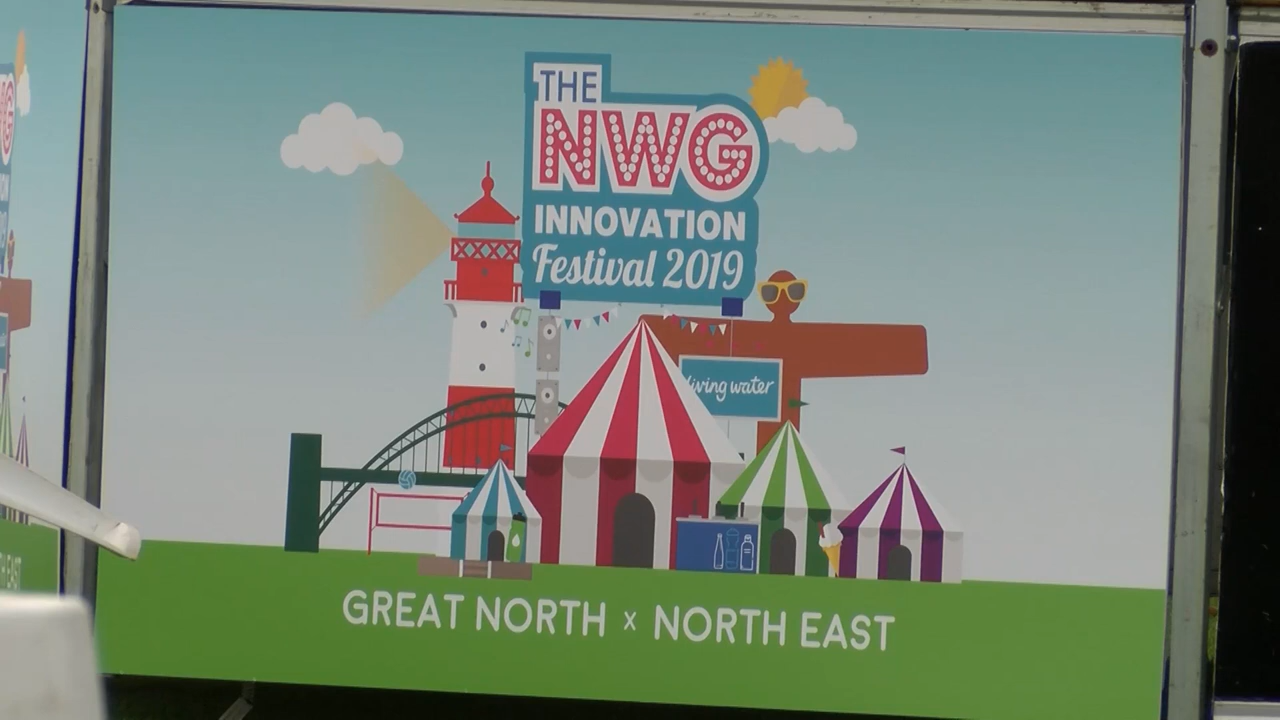 THE
NWG
INNOVATION
Festival 2019
living water
GREAT NORTH x NORTH EAST